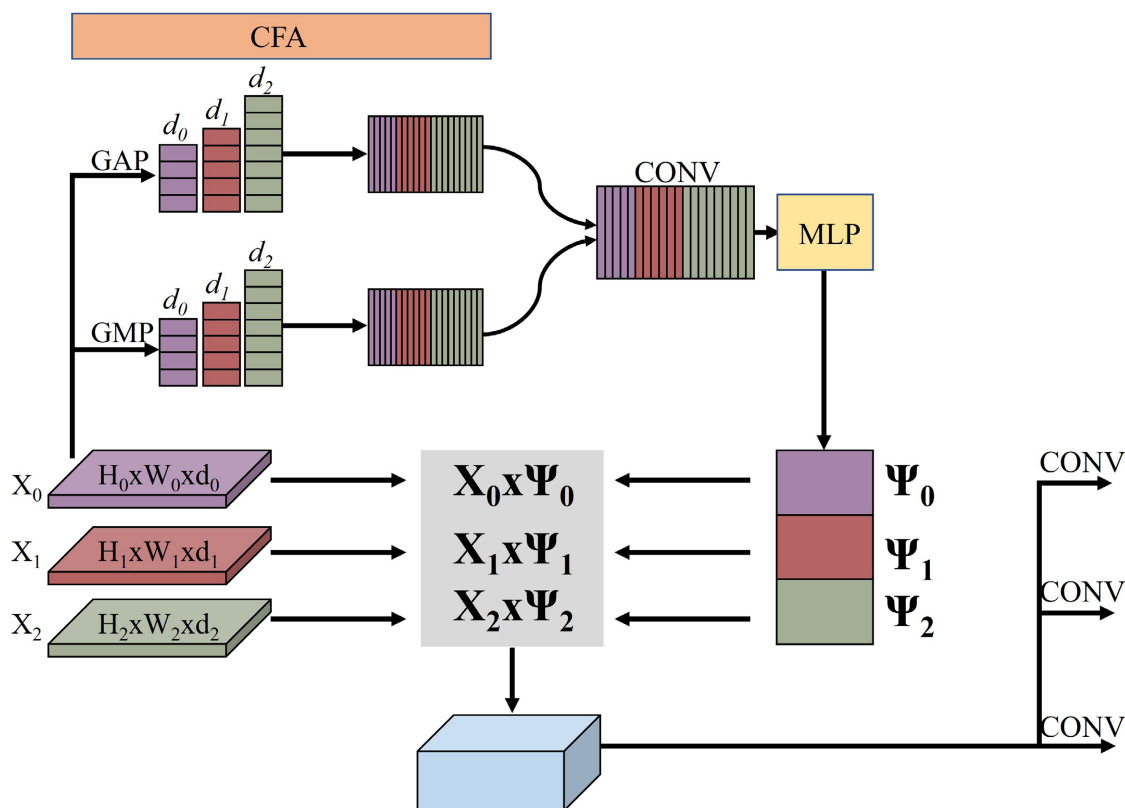 CFA
d₂
d₁
d₀
GAP
CONV
MLP
d₂
d₁
d₀
GMP
X₀
H₀xW₀xd₀
X₀xΨ₀
Ψ₀
CONV
X₁
H₁xW₁xd₁
X₁xΨ₁
Ψ₁
CONV
X₂
H₂xW₂xd₂
X₂xΨ₂
Ψ₂
CONV